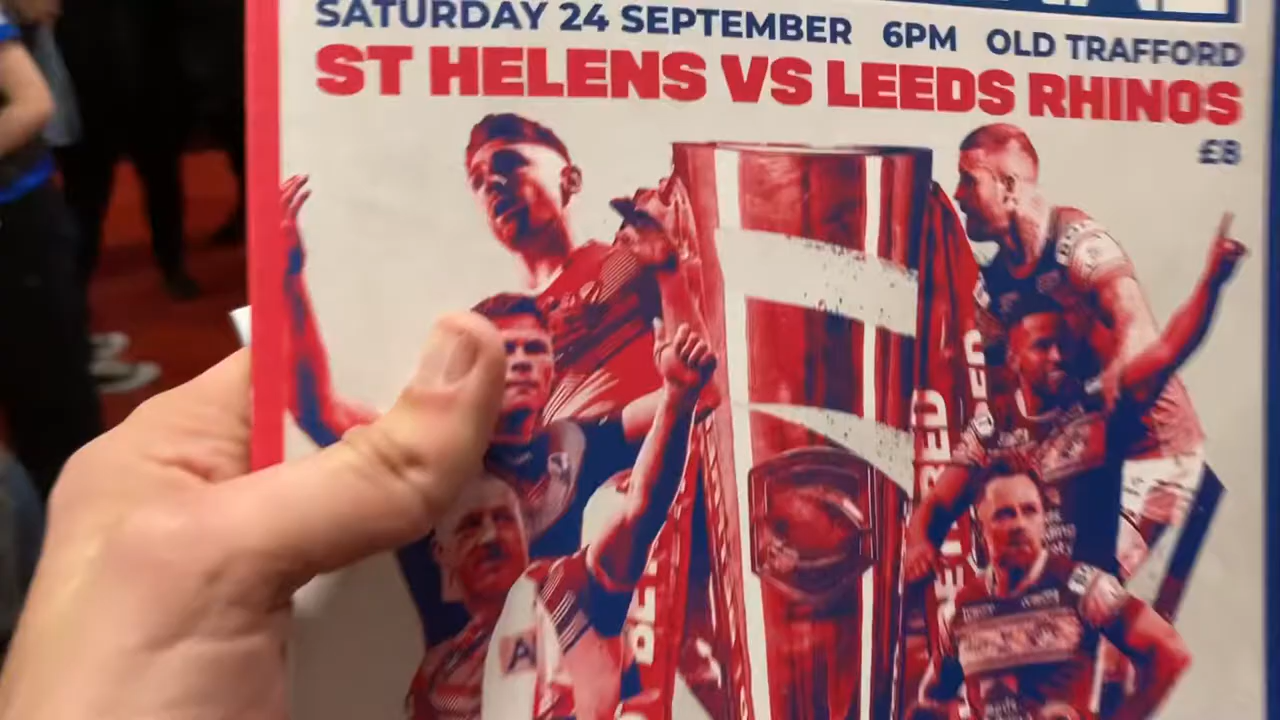 SATURDAY 24 SEPTEMBER 6PM OLD TRAFFORD
ST HELENS VS LEEDS RHINOS
£8